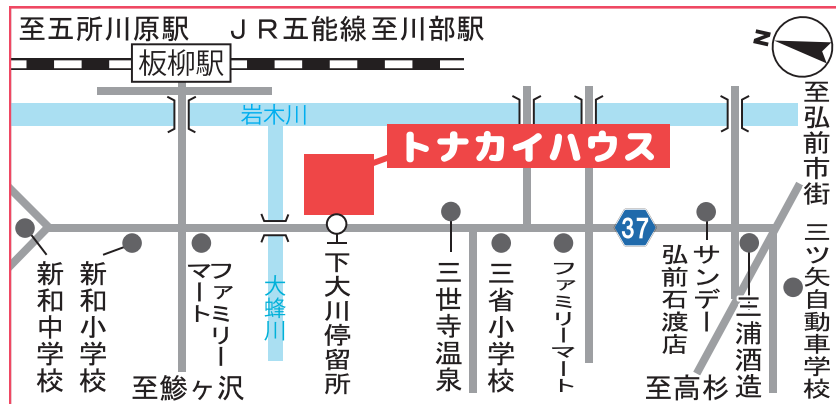 至五所川原駅
JR五能線
至川部駅
N
板柳駅
岩木川
至弘前市街
トナカイハウス
37
新和中学校
新和小学校
ファミリー
マート
大蜂川
下大川停留所
三世寺温泉
三省小学校
ファミリーマート
サンデー
弘前石渡店
三浦酒造
三ツ矢自動車学校
至鰺ヶ沢
至高杉